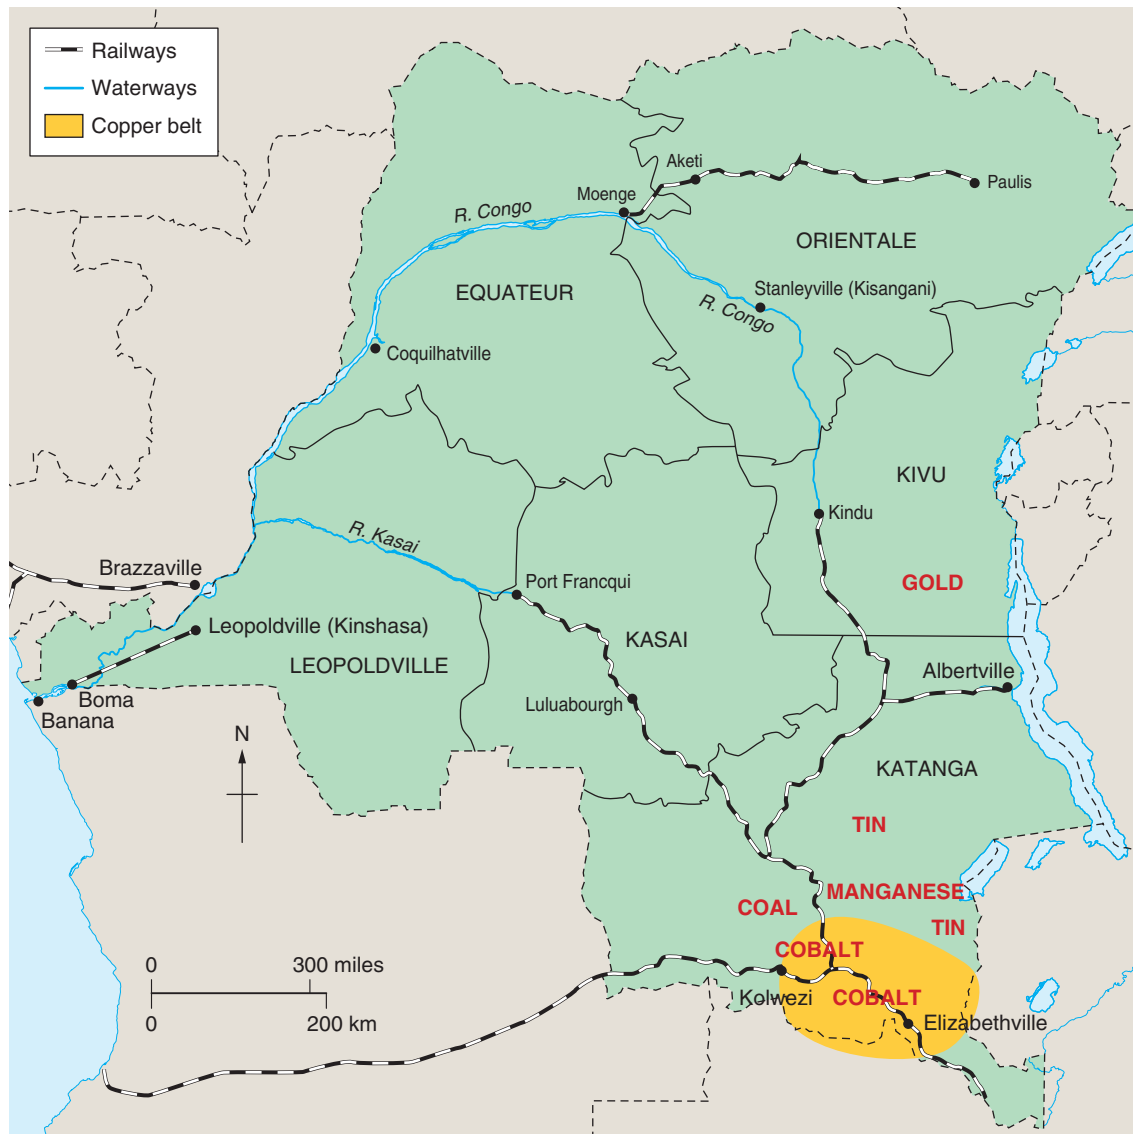 Railways
Waterways
Copper belt
Aketi
Moenge
Paulis
R. Congo
ORIENTALE
EQUATEUR
Stanleyville (Kisangani)
R. Congo
Coquilhatville
KIVU
Kindu
R. Kasai
Brazzaville
Port Francqui
GOLD
Leopoldville (Kinshasa)
KASAI
LEOPOLDVILLE
Albertville
Boma
Luluabourgh
Banana
N
KATANGA
TIN
MANGANESE
COAL
TIN
COBALT
0 300 miles
Kolwezi
COBALT
0 200 km
Elizabethville